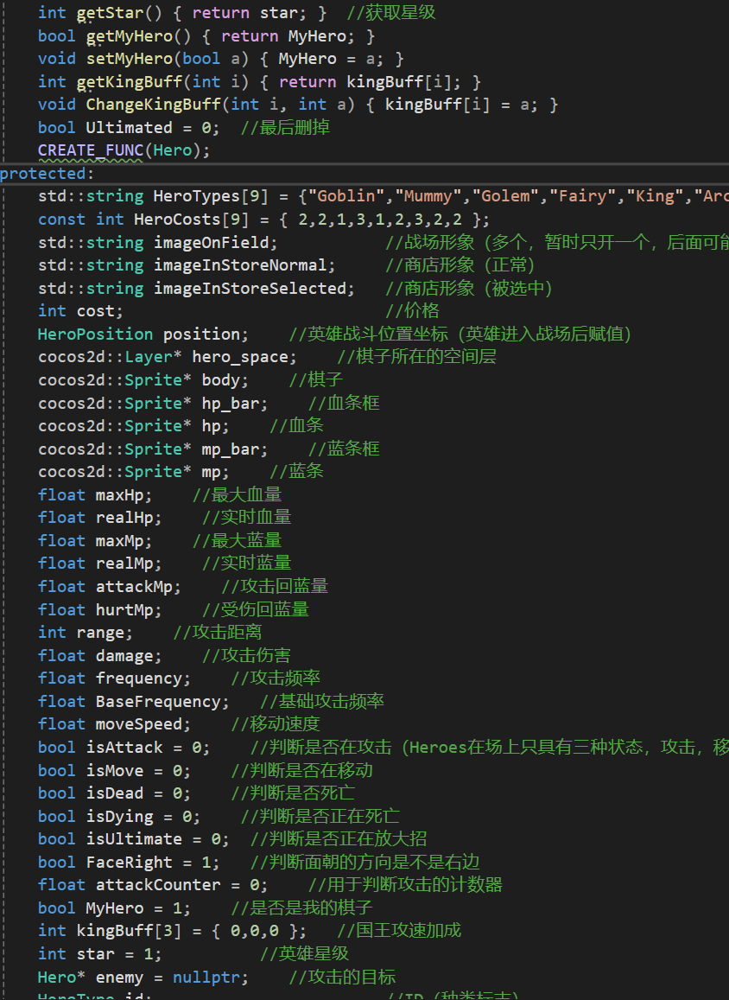 int getStar() { return star; }  //获取星级
bool getMyHero() { return MyHero; }
void setMyHero(bool a) { MyHero = a; }
int getKingBuff(int i) { return kingBuff[i]; }
void ChangeKingBuff(int i, int a) { kingBuff[i] = a; }
bool Ultimated = 0;  //最后删掉
CREATE_FUNC(Hero);
protected:
std::string HeroTypes[9] = {"Goblin","Mummy","Golem","Fairy","King","Arc
const int HeroCosts[9] = { 2,2,1,3,1,2,3,2,2 };
std::string imageOnField;           //战场形象（多个，暂时只开一个，后面可能
std::string imageInStoreNormal;     //商店形象（正常）
std::string imageInStoreSelected;   //商店形象（被选中）
int cost;                           //价格
HeroPosition position;    //英雄战斗位置坐标（英雄进入战场后赋值）
cocos2d::Layer* hero_space;    //棋子所在的空间层
cocos2d::Sprite* body;    //棋子
cocos2d::Sprite* hp_bar;    //血条框
cocos2d::Sprite* hp;    //血条
cocos2d::Sprite* mp_bar;    //蓝条框
cocos2d::Sprite* mp;    //蓝条
float maxHp;    //最大血量
float realHp;    //实时血量
float maxMp;    //最大蓝量
float realMp;    //实时蓝量
float attackMp;    //攻击回蓝量
float hurtMp;    //受伤回蓝量
int range;    //攻击距离
float damage;    //攻击伤害
float frequency;    //攻击频率
float BaseFrequency;   //基础攻击频率
float moveSpeed;    //移动速度
bool isAttack = 0;    //判断是否在攻击（Heroes在场上只具有三种状态，攻击，移
bool isMove = 0;    //判断是否在移动
bool isDead = 0;    //判断是否死亡
bool isDying = 0;    //判断是否正在死亡
bool isUltimate = 0;  //判断是否正在放大招
bool FaceRight = 1;   //判断面朝的方向是不是右边
float attackCounter = 0;    //用于判断攻击的计数器
bool MyHero = 1;    //是否是我的棋子
int kingBuff[3] = { 0,0,0 };   //国王攻速加成
int star = 1;          //英雄星级
Hero* enemy = nullptr;    //攻击的目标
HeroType id;                        //ID（种类标志）